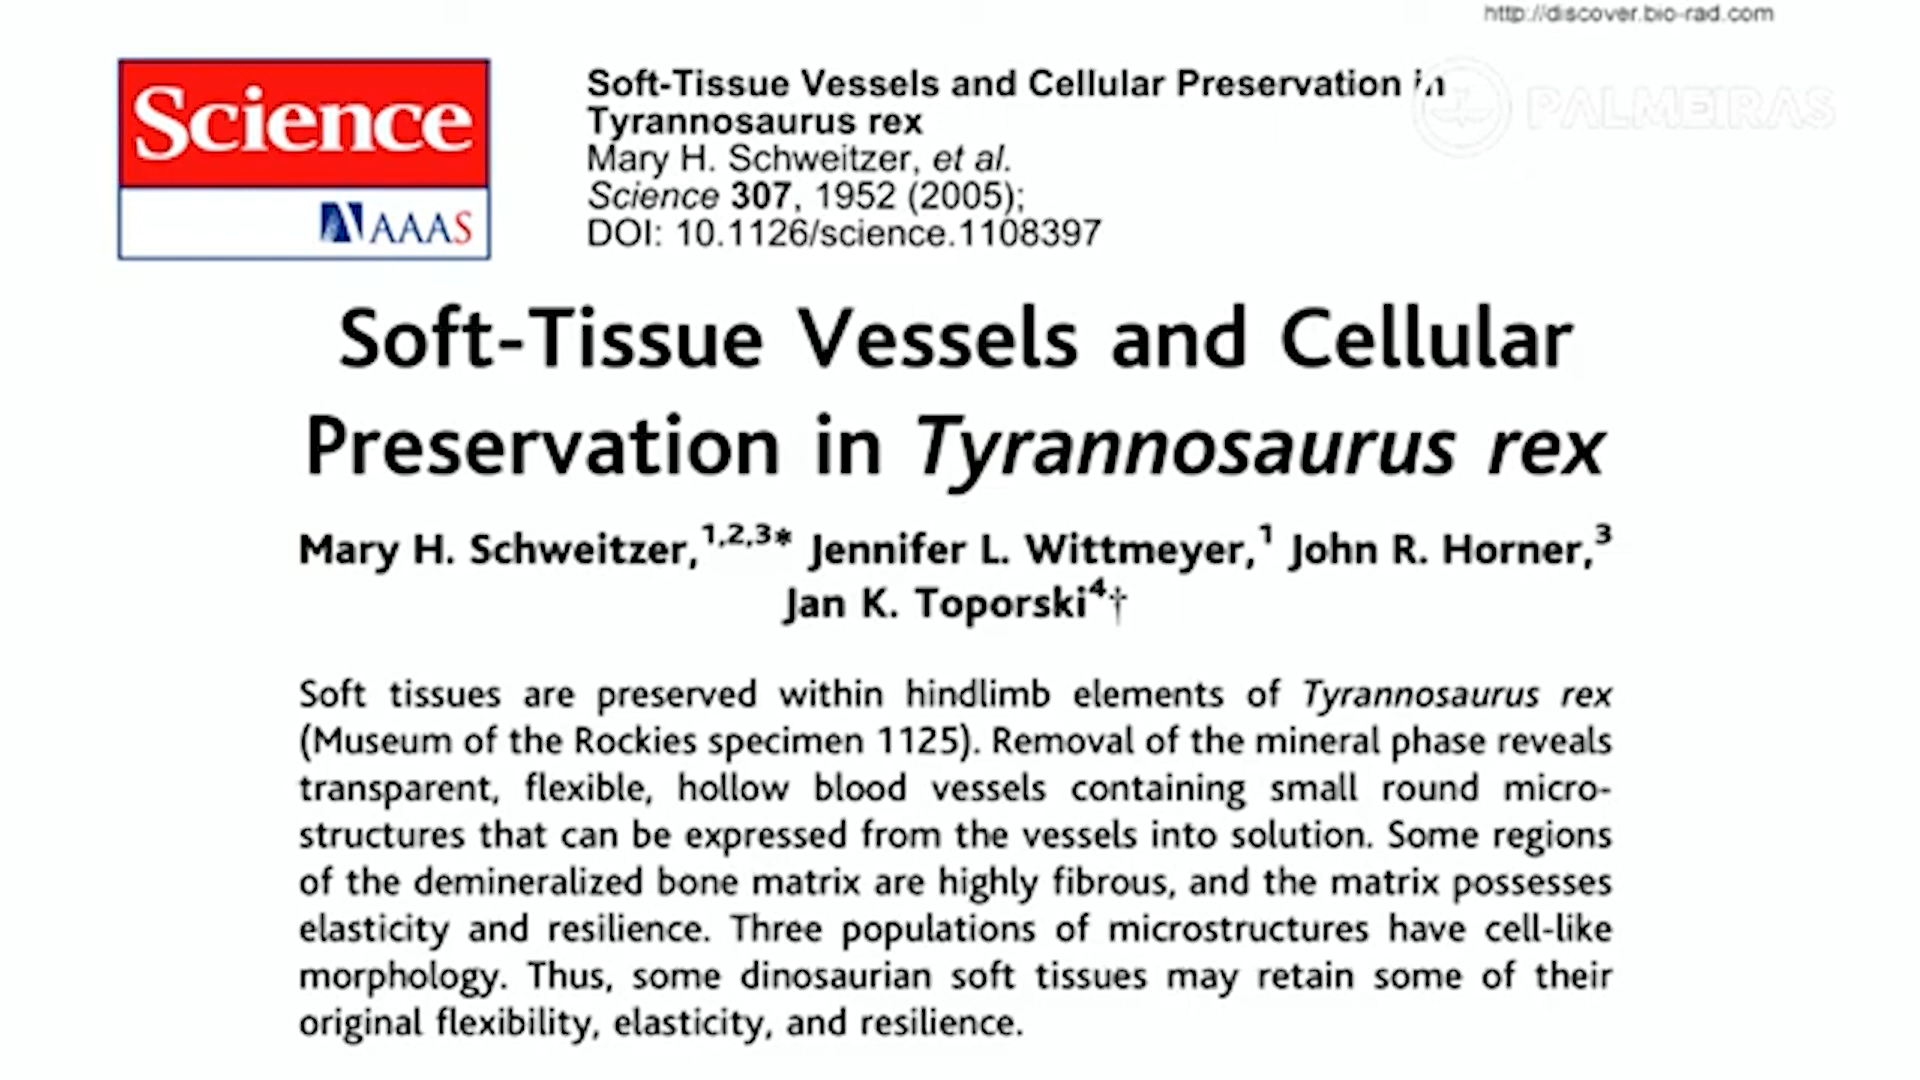 http://discover.bio-rad.com
Science
AAAS
Soft-Tissue Vessels and Cellular Preservation in
Tyrannosaurus rex
Mary H. Schweitzer, et al.
Science 307, 1952 (2005);
DOI: 10.1126/science.1108397
PALMEIRAS
Soft-Tissue Vessels and Cellular
Preservation in Tyrannosaurus rex
Mary H. Schweitzer,1,2,3* Jennifer L. Wittmeyer,1 John R. Horner,3
Jan K. Toporski4†
Soft tissues are preserved within hindlimb elements of Tyrannosaurus rex
(Museum of the Rockies specimen 1125). Removal of the mineral phase reveals
transparent, flexible, hollow blood vessels containing small round micro-
structures that can be expressed from the vessels into solution. Some regions
of the demineralized bone matrix are highly fibrous, and the matrix possesses
elasticity and resilience. Three populations of microstructures have cell-like
morphology. Thus, some dinosaurian soft tissues may retain some of their
original flexibility, elasticity, and resilience.